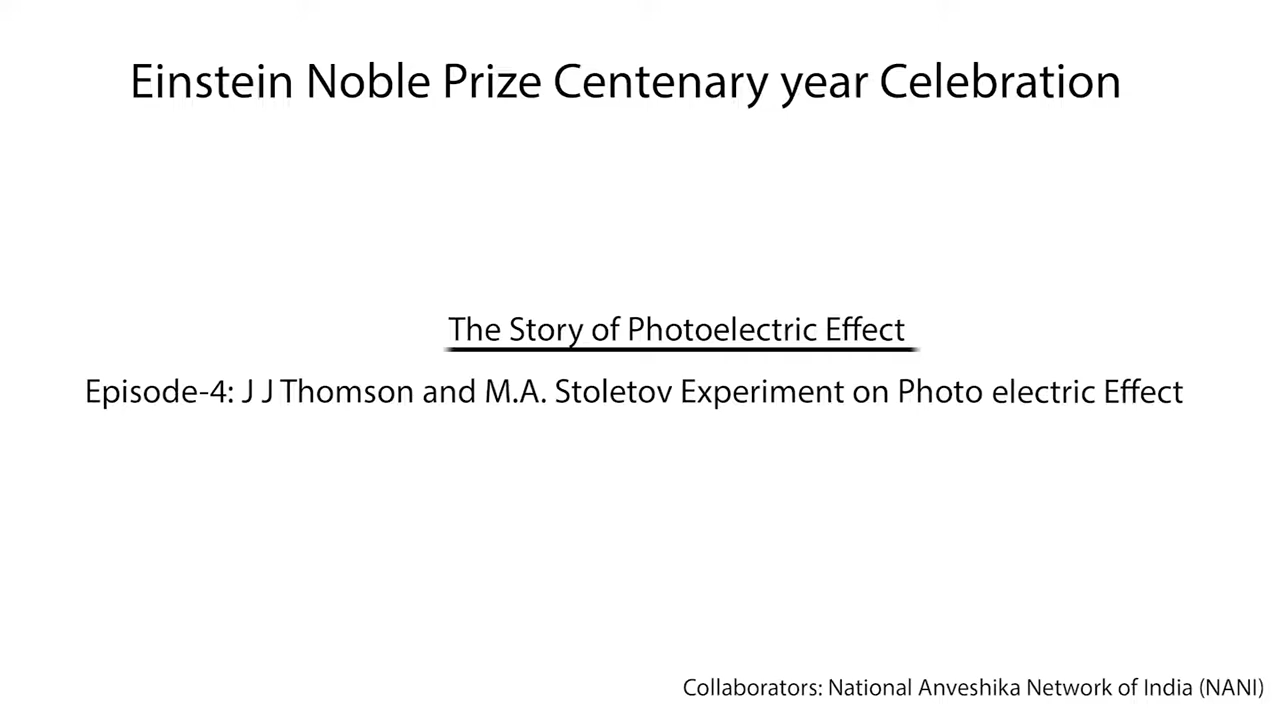 Einstein Noble Prize Centenary year Celebration
The Story of Photoelectric Effect
Episode-4: J J Thomson and M.A. Stoletov Experiment on Photo electric Effect
Collaborators: National Anveshika Network of India (NANI)